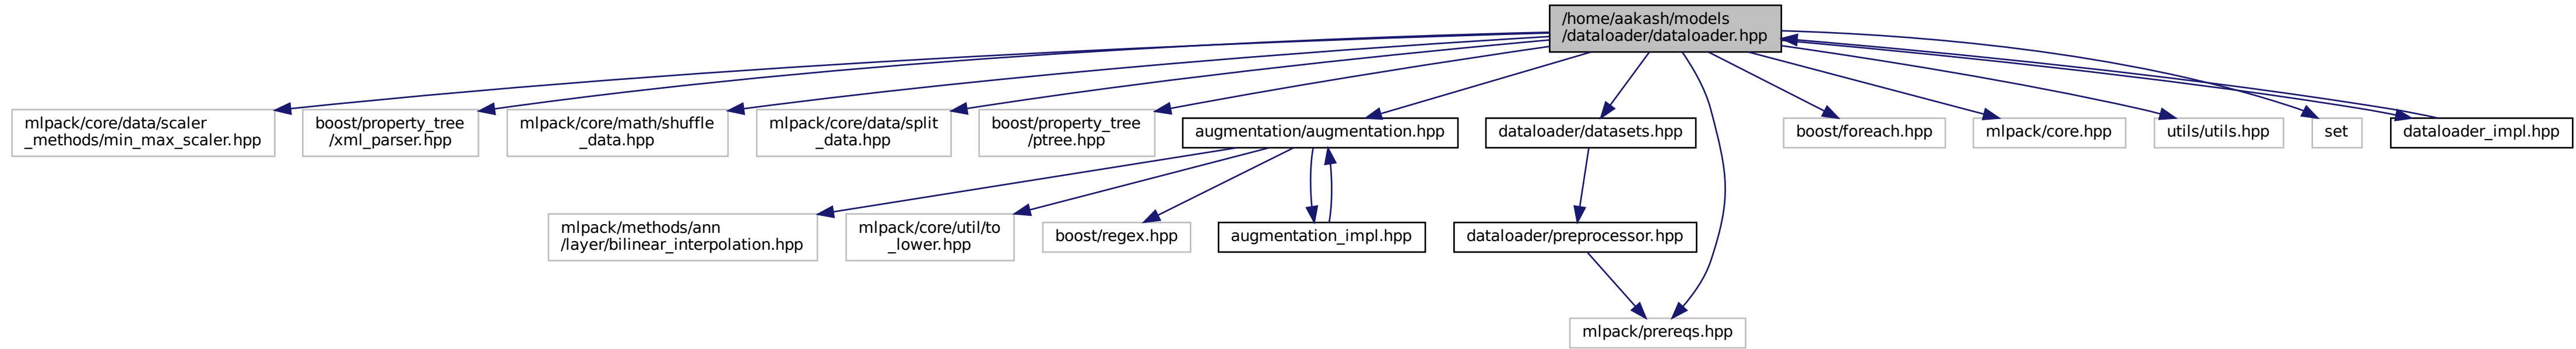 /home/aakash/models
/dataloader/dataloader.hpp
mlpack/core/data/scaler
_methods/min_max_scaler.hpp
boost/property_tree
/xml_parser.hpp
mlpack/core/math/shuffle
_data.hpp
mlpack/core/data/split
_data.hpp
boost/property_tree
/ptree.hpp
augmentation/augmentation.hpp
dataloader/datasets.hpp
boost/foreach.hpp
mlpack/core.hpp
utils/utils.hpp
set
dataloader_impl.hpp
mlpack/methods/ann
/layer/bilinear_interpolation.hpp
mlpack/core/util/to
_lower.hpp
boost/regex.hpp
augmentation_impl.hpp
dataloader/preprocessor.hpp
mlpack/prereqs.hpp